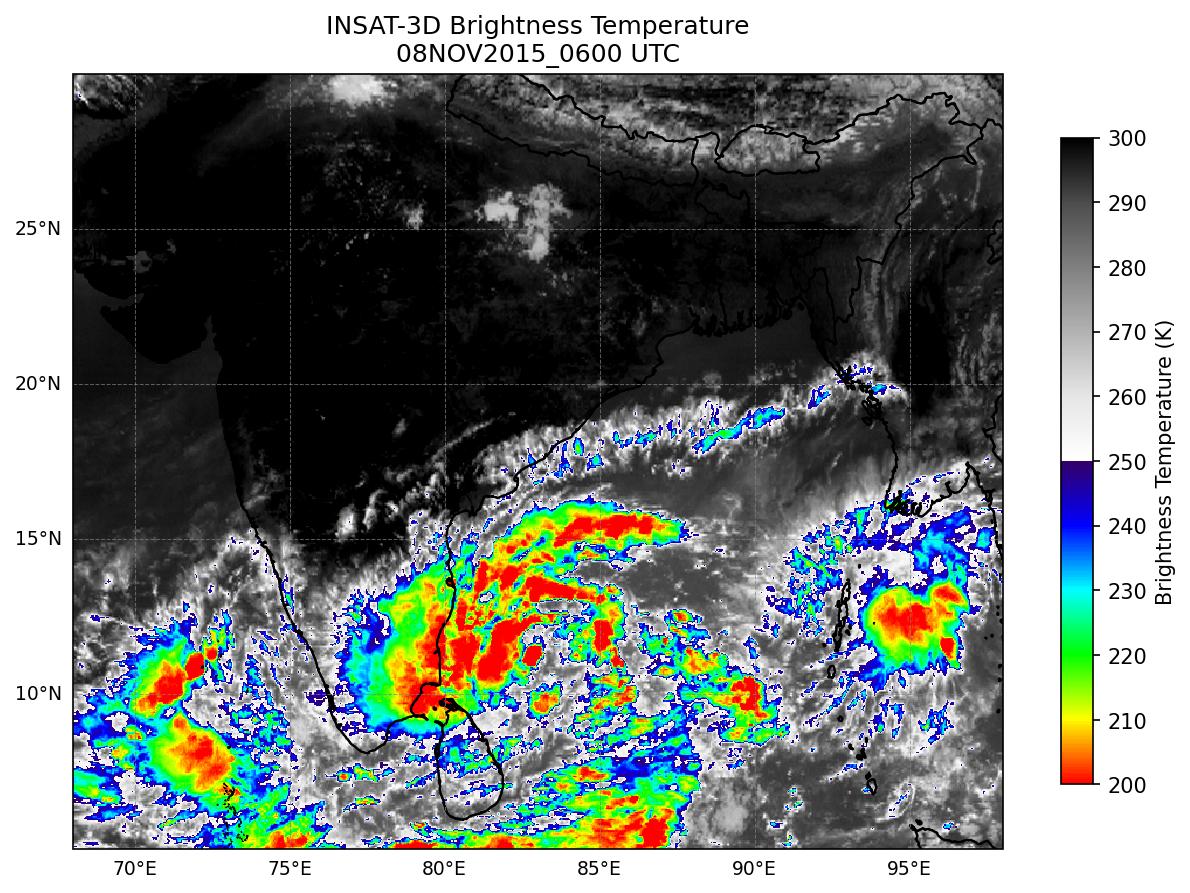 INSAT-3D Brightness Temperature
08NOV2015_0600 UTC
25°N
20°N
15°N
10°N
70°E
75°E
80°E
85°E
90°E
95°E
300
290
280
270
260
250
240
230
220
210
200
Brightness Temperature (K)